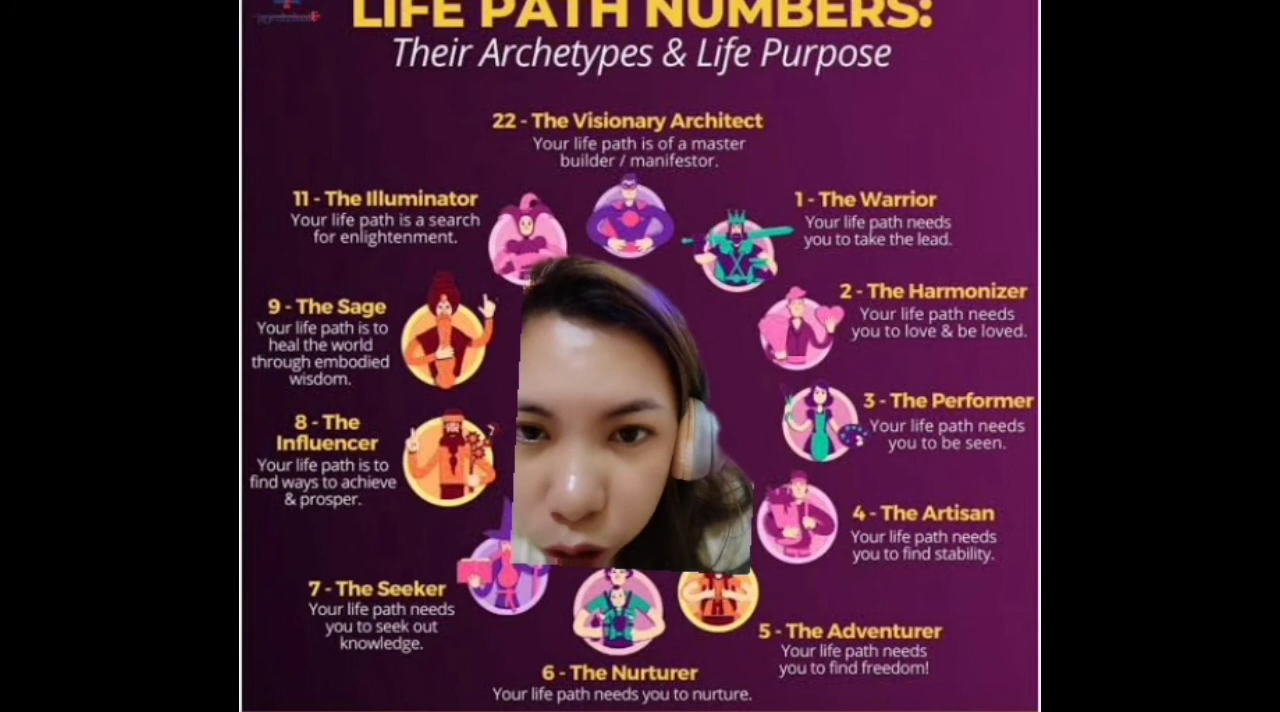 LIFE PATH NUMBERS:
Their Archetypes & Life Purpose
22 - The Visionary Architect
Your life path is of a master
builder / manifestor.
11 - The Illuminator
Your life path is a search
for enlightenment.
1 - The Warrior
Your life path needs
you to take the lead.
9 - The Sage
Your life path is to
heal the world
through embodied
wisdom.
2 - The Harmonizer
Your life path needs
you to love & be loved.
8 - The
Influencer
Your life path is to
find ways to achieve
& prosper.
3 - The Performer
Your life path needs
you to be seen.
4 - The Artisan
Your life path needs
you to find stability.
7 - The Seeker
Your life path needs
you to seek out
knowledge.
5 - The Adventurer
Your life path needs
you to find freedom!
6 - The Nurturer
Your life path needs you to nurture.